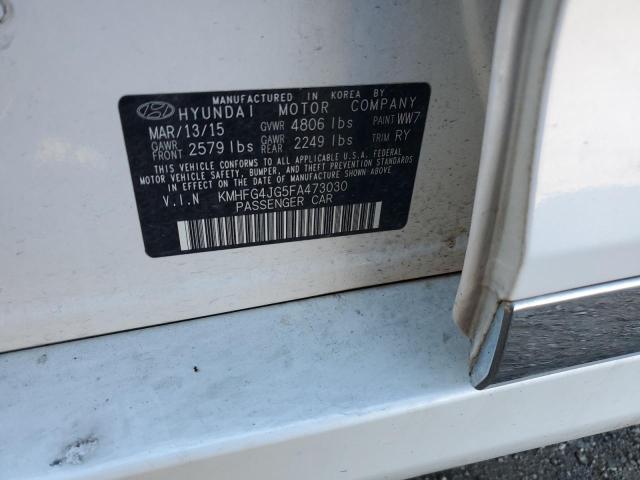 MANUFACTURED IN KOREA BY
HYUNDAI MOTOR COMPANY
MAR/13/15 GVWR 4806 lbs PAINT WW7
GAWR FRONT 2579 lbs GAWR REAR 2249 lbs TRIM RY
THIS VEHICLE CONFORMS TO ALL APPLICABLE U.S.A. FEDERAL
MOTOR VEHICLE SAFETY, BUMPER, AND THEFT PREVENTION STANDARDS
IN EFFECT ON THE DATE OF MANUFACTURE SHOWN ABOVE.
V.I.N KMHFG4JG5FA473030
PASSENGER CAR